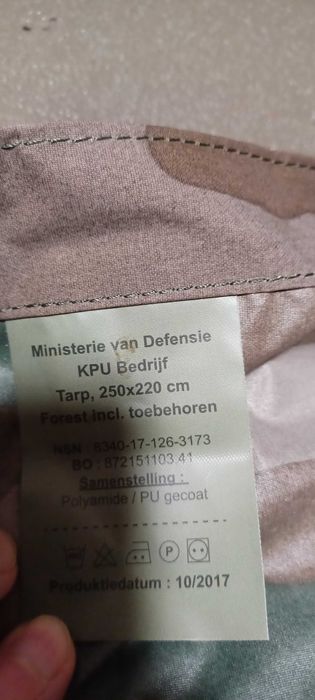 Ministerie van Defensie
KPU Bedrijf
Tarp, 250x220 cm
Forest incl. toebehoren
NSN : 8340-17-126-3173
BO : 872151103.41
Samenstelling :
Polyamide / PU gecoat
P
Produktiedatum : 10/2017